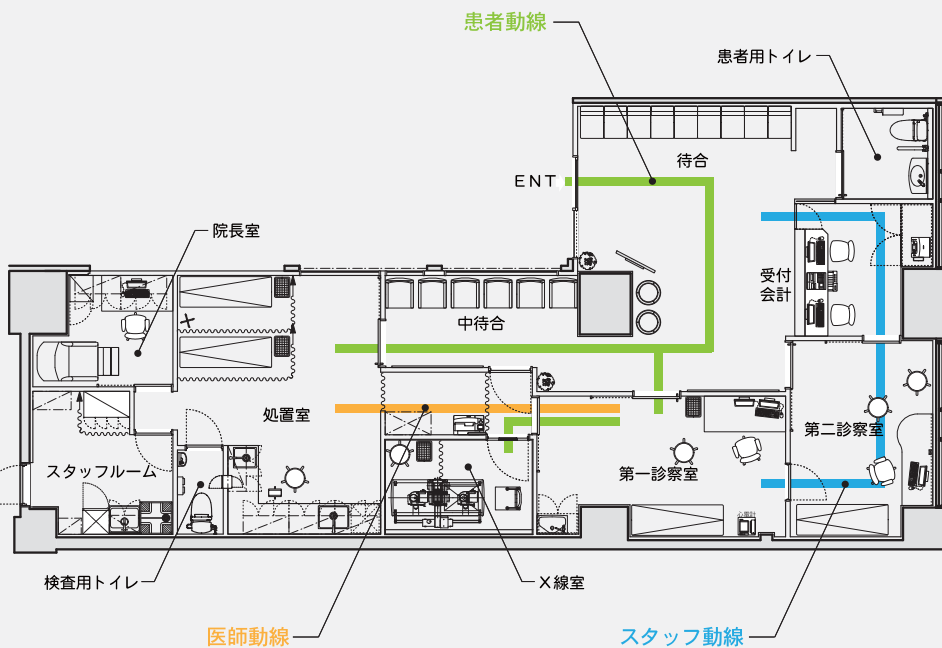 患者動線
患者用トイレ
待合
ENT
院長室
受付
会計
中待合
処置室
第二診察室
スタッフルーム
第一診察室
心電計
検査用トイレ
X線室
医師動線
スタッフ動線